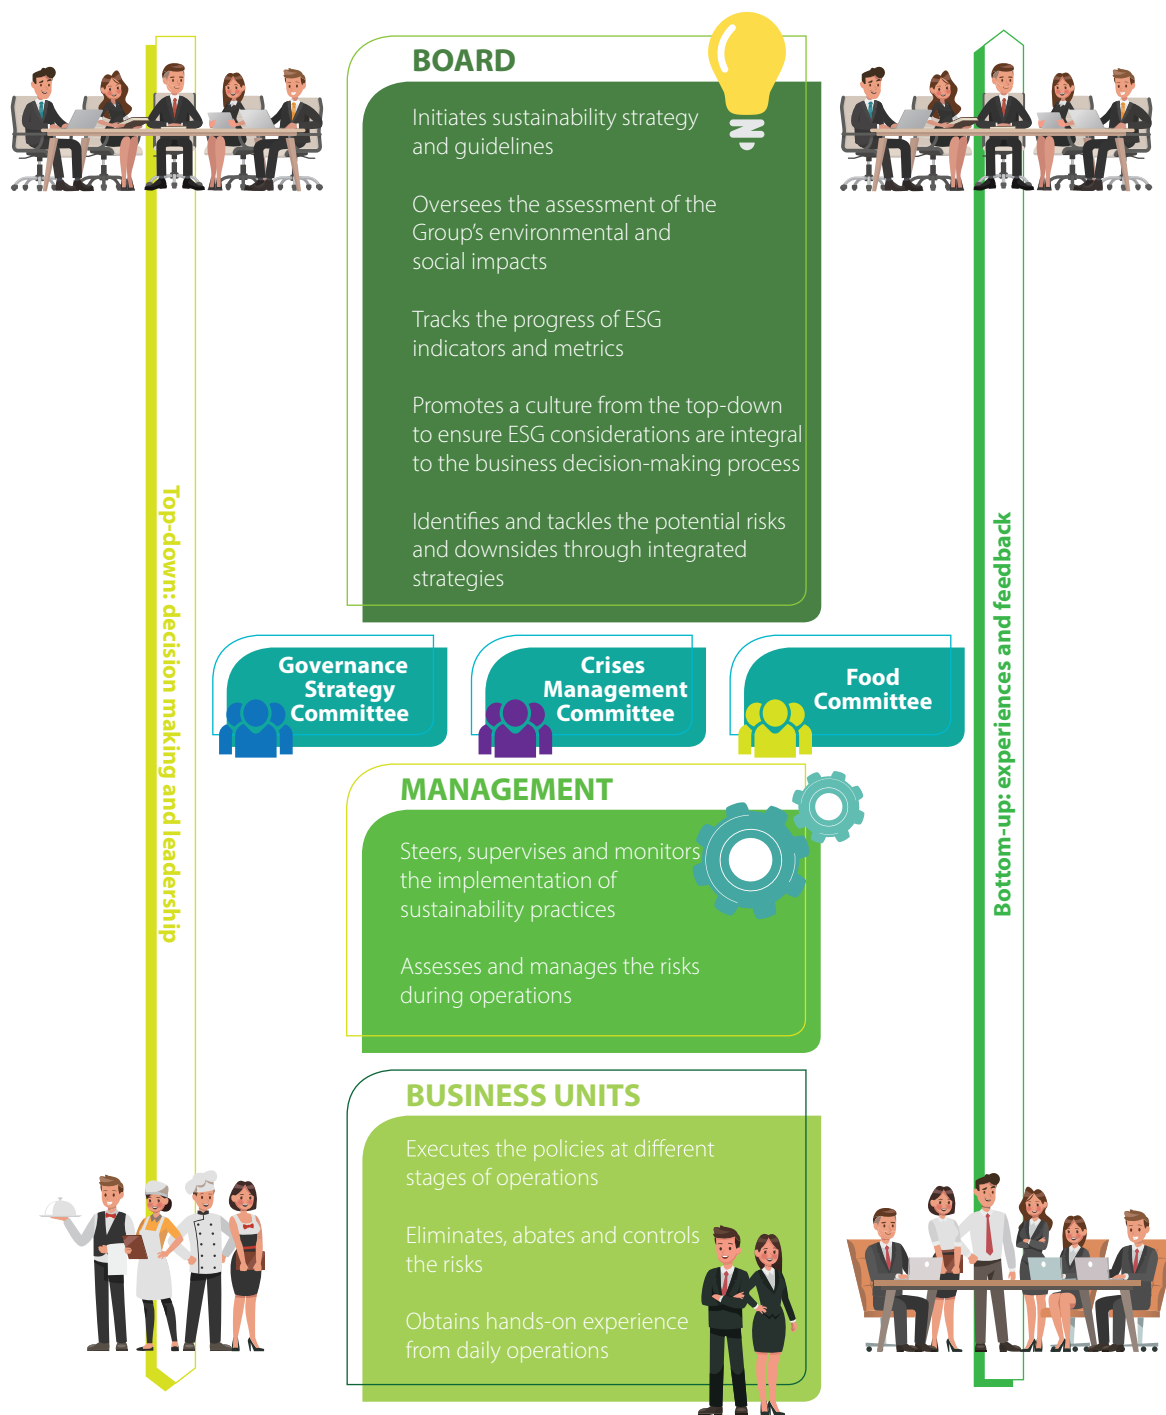 BOARD
Initiates sustainability strategy
and guidelines
Oversees the assessment of the
Group’s environmental and
social impacts
Tracks the progress of ESG
indicators and metrics
Promotes a culture from the top-down
to ensure ESG considerations are integral
to the business decision-making process
Identifies and tackles the potential risks
and downsides through integrated
strategies
Top-down: decision making and leadership
Bottom-up: experiences and feedback
Governance
Strategy
Committee
Crises
Management
Committee
Food
Committee
MANAGEMENT
Steers, supervises and monitors
the implementation of
sustainability practices
Assesses and manages the risks
during operations
BUSINESS UNITS
Executes the policies at different
stages of operations
Eliminates, abates and controls
the risks
Obtains hands-on experience
from daily operations